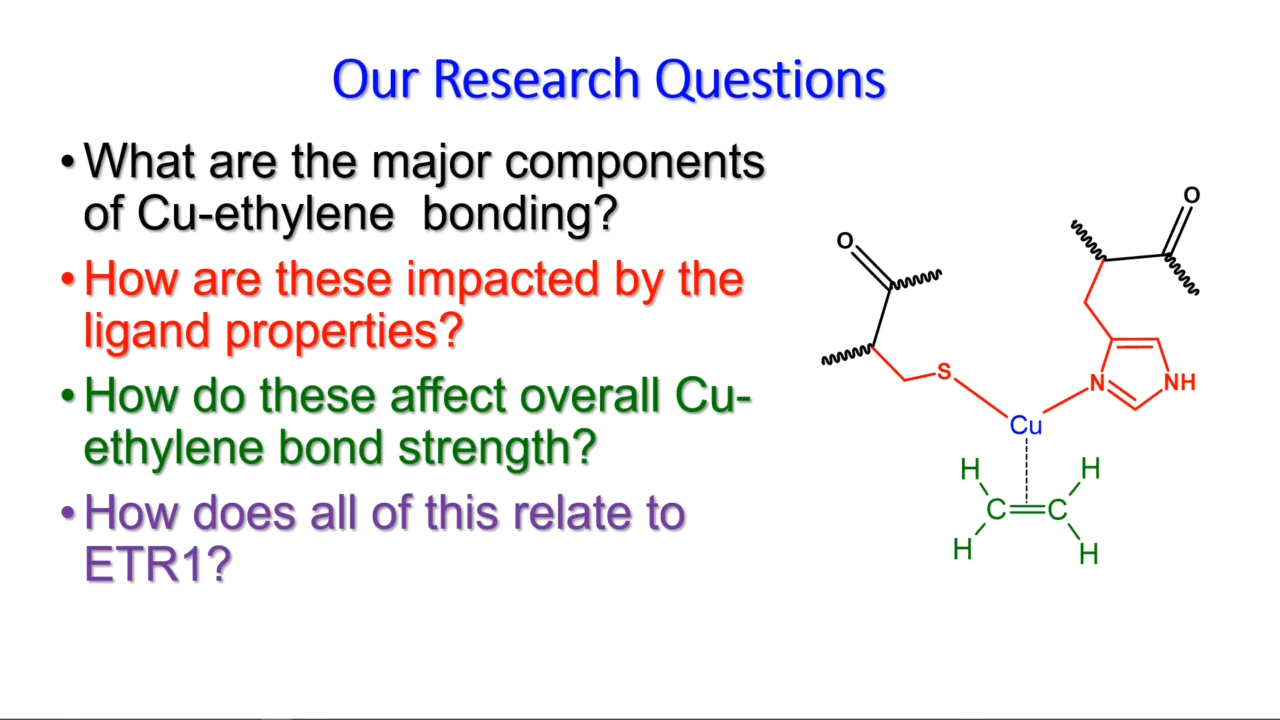 Our Research Questions
• What are the major components
of Cu-ethylene  bonding?
• How are these impacted by the
ligand properties?
• How do these affect overall Cu-
ethylene bond strength?
• How does all of this relate to
ETR1?
O
O
S
N
NH
Cu
H
H
C
C
H
H